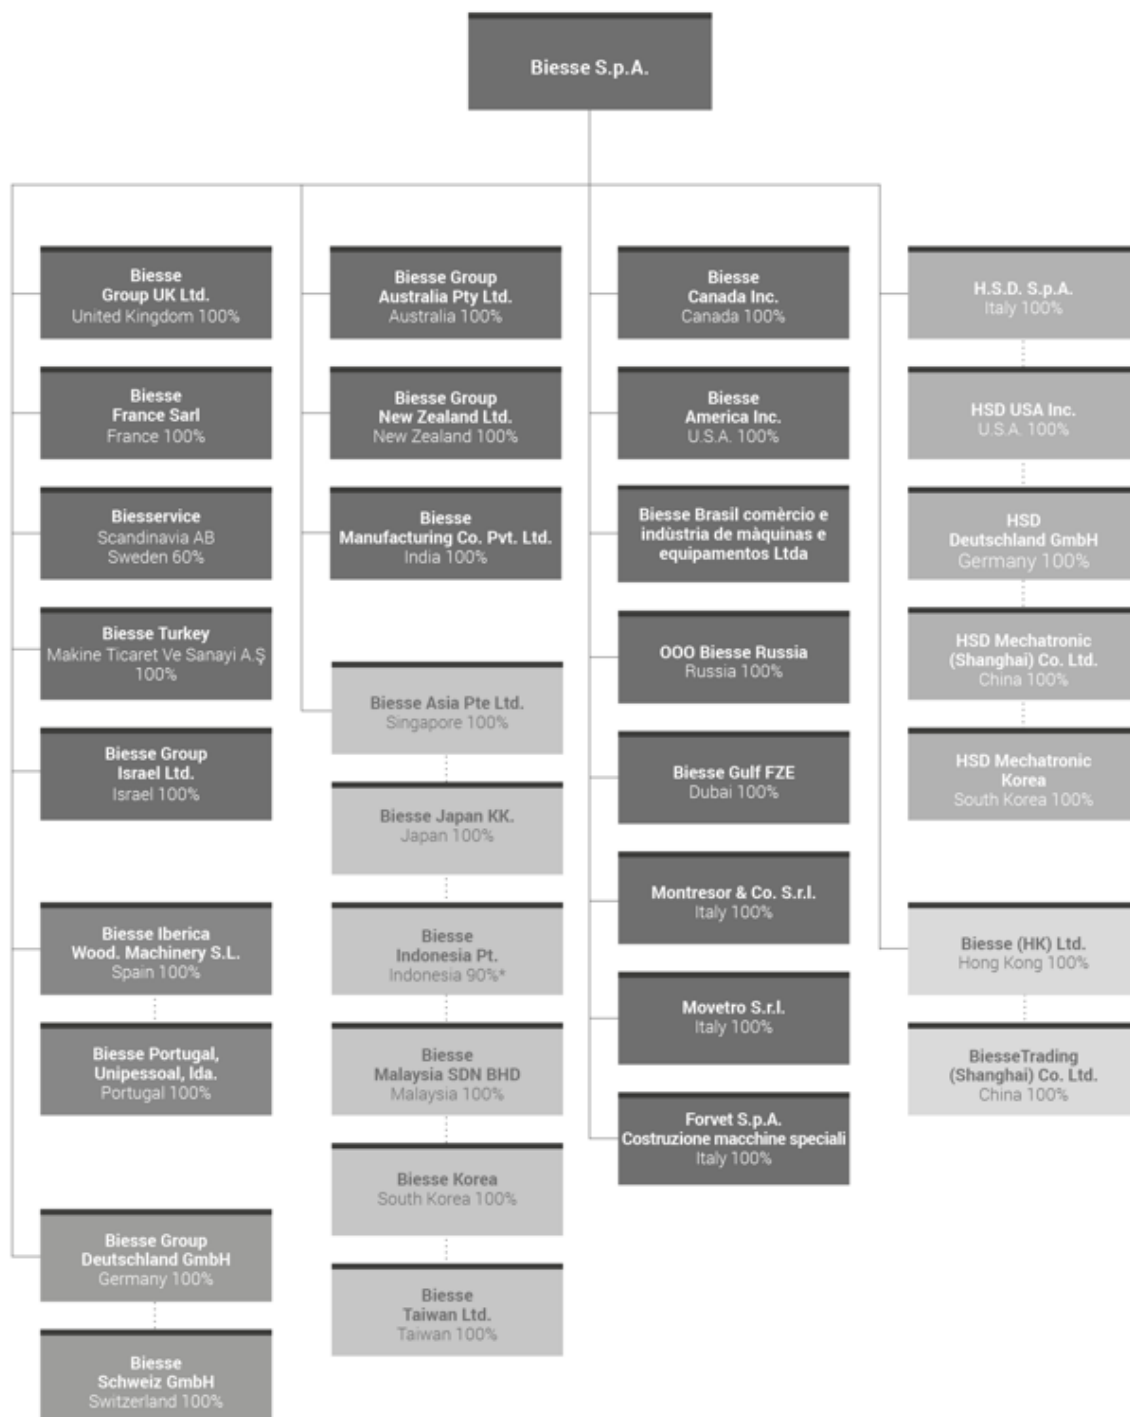 Biesse S.p.A.
Biesse
Group UK Ltd.
United Kingdom 100%
Biesse
France Sarl
France 100%
Biesservice
Scandinavia AB
Sweden 60%
Biesse Turkey
Makine Ticaret Ve Sanayi A.Ş
100%
Biesse Group
Israel Ltd.
Israel 100%
Biesse Iberica
Wood. Machinery S.L.
Spain 100%
Biesse Portugal,
Unipessoal, lda.
Portugal 100%
Biesse Group
Deutschland GmbH
Germany 100%
Biesse
Schweiz GmbH
Switzerland 100%
Biesse Group
Australia Pty Ltd.
Australia 100%
Biesse Group
New Zealand Ltd.
New Zealand 100%
Biesse
Manufacturing Co. Pvt. Ltd.
India 100%
Biesse Asia Pte Ltd.
Singapore 100%
Biesse Japan KK.
Japan 100%
Biesse
Indonesia Pt.
Indonesia 90%*
Biesse
Malaysia SDN BHD
Malaysia 100%
Biesse Korea
South Korea 100%
Biesse
Taiwan Ltd.
Taiwan 100%
Biesse
Canada Inc.
Canada 100%
Biesse
America Inc.
U.S.A. 100%
Biesse Brasil comèrcio e
indùstria de màquinas e
equipamentos Ltda
OOO Biesse Russia
Russia 100%
Biesse Gulf FZE
Dubai 100%
Montresor & Co. S.r.l.
Italy 100%
Movetro S.r.l.
Italy 100%
Forvet S.p.A.
Costruzione macchine speciali
Italy 100%
H.S.D. S.p.A.
Italy 100%
HSD USA Inc.
U.S.A. 100%
HSD
Deutschland GmbH
Germany 100%
HSD Mechatronic
(Shanghai) Co. Ltd.
China 100%
HSD Mechatronic
Korea
South Korea 100%
Biesse (HK) Ltd.
Hong Kong 100%
BiesseTrading
(Shanghai) Co. Ltd.
China 100%